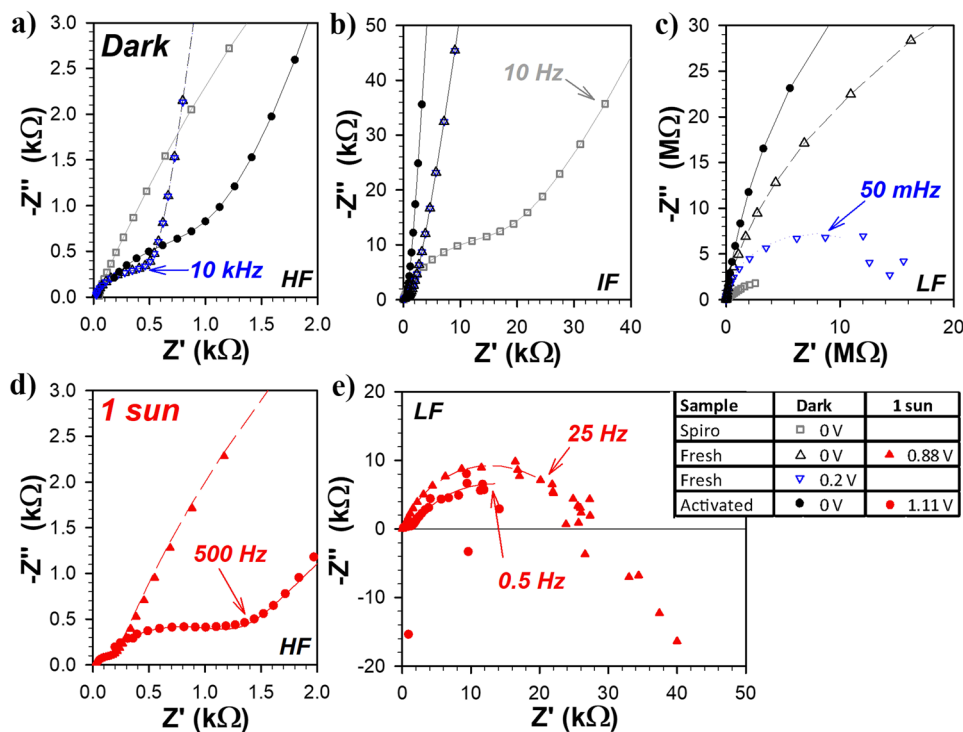 a)
Dark
3.0
2.5
2.0
1.5
1.0
0.5
0.0
-Z'' (kΩ)
10 kHz
HF
0.0 0.5 1.0 1.5 2.0
Z' (kΩ)
b)
50
40
30
20
10
0
-Z'' (kΩ)
10 Hz
IF
0 10 20 30 40
Z' (kΩ)
c)
30
25
20
15
10
5
0
-Z'' (MΩ)
50 mHz
LF
0 10 20
Z' (MΩ)
d)
1 sun
3.0
2.5
2.0
1.5
1.0
0.5
0.0
-Z'' (kΩ)
500 Hz
HF
0.0 0.5 1.0 1.5 2.0
Z' (kΩ)
e)
LF
20
10
0
-10
-20
-Z'' (kΩ)
25 Hz
0.5 Hz
0 10 20 30 40 50
Z' (kΩ)
Sample Dark 1 sun
Spiro 0 V
Fresh 0 V 0.88 V
Fresh 0.2 V
Activated 0 V 1.11 V